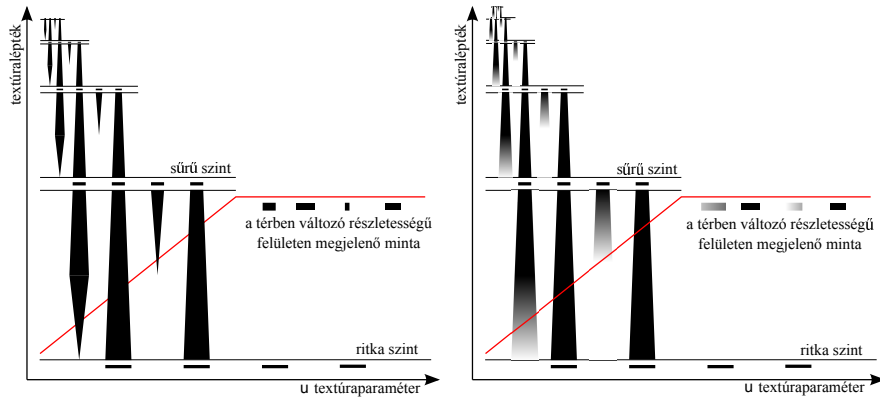 textúralépték
sűrű szint
a térben változó részletességű
felületen megjelenő minta
ritka szint
u textúraparaméter
textúralépték
sűrű szint
a térben változó részletességű
felületen megjelenő minta
ritka szint
u textúraparaméter